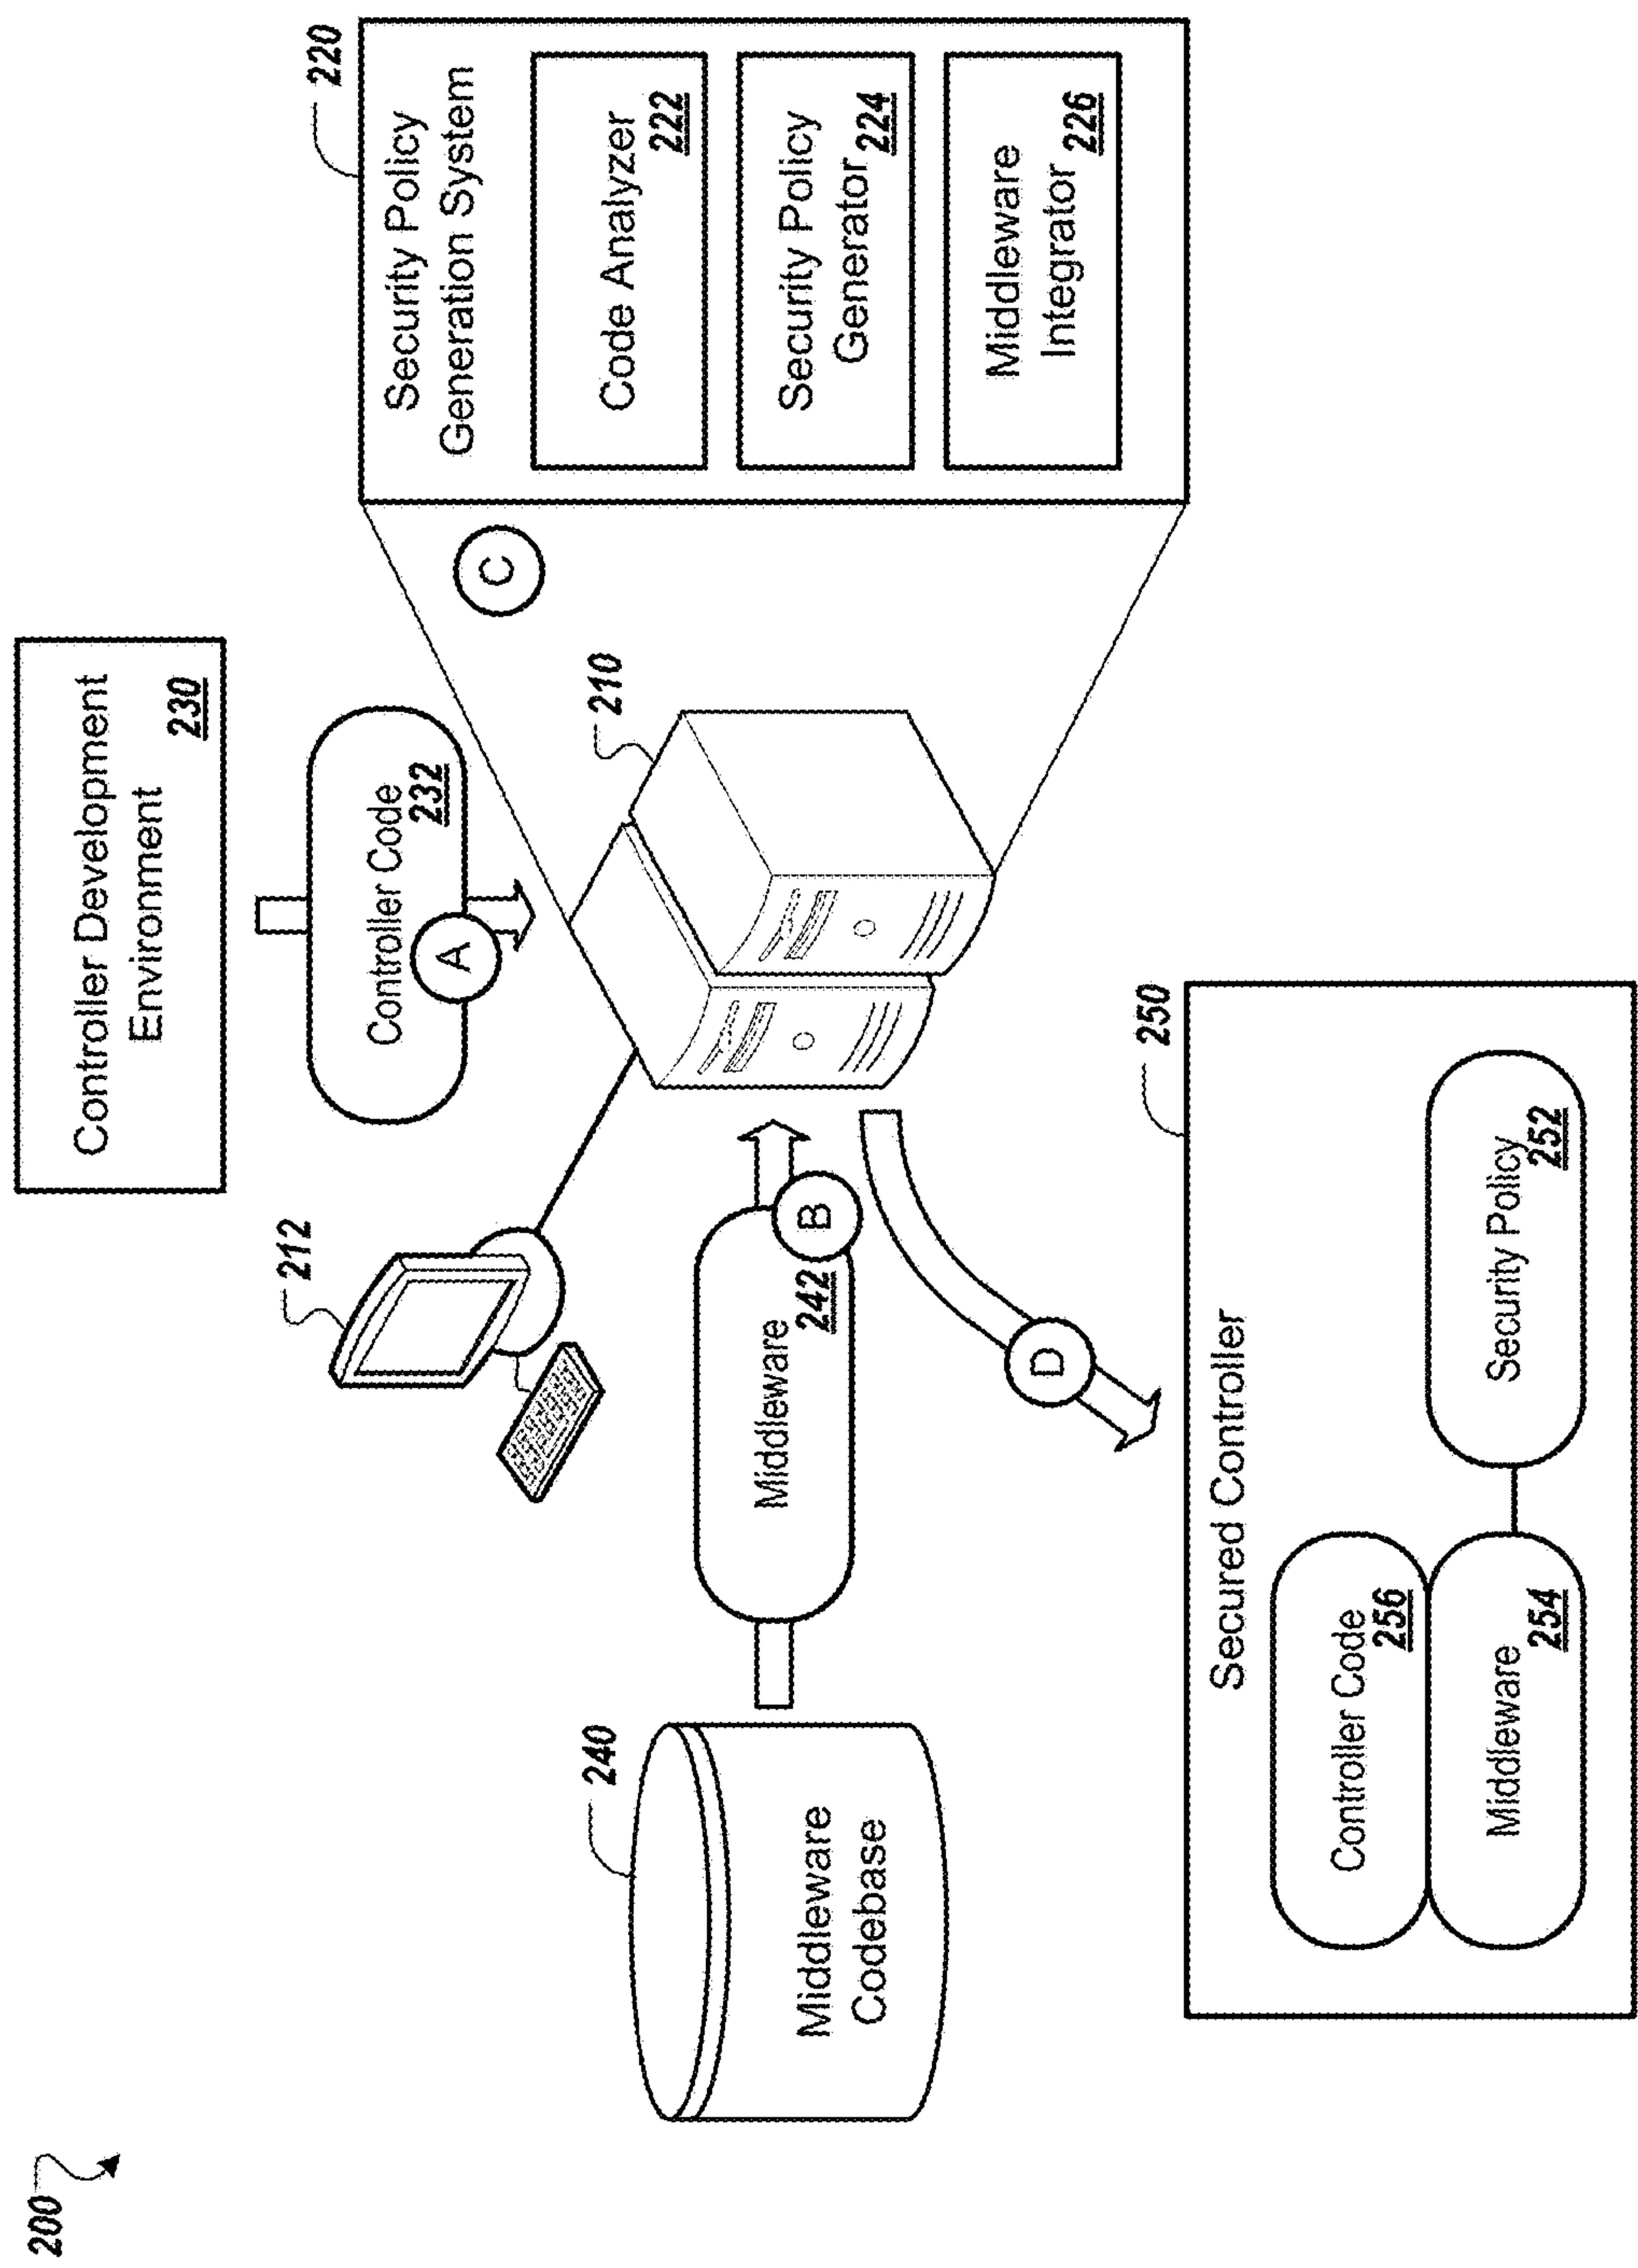 200
Controller Development
Environment
230
220
Security Policy
Generation System
Code Analyzer
222
Security Policy
Generator
224
Middleware
Integrator
226
C
Controller Code
232
A
210
212
240
Middleware
Codebase
Middleware
242
B
D
250
Secured Controller
Controller Code
256
Middleware
254
Security Policy
252